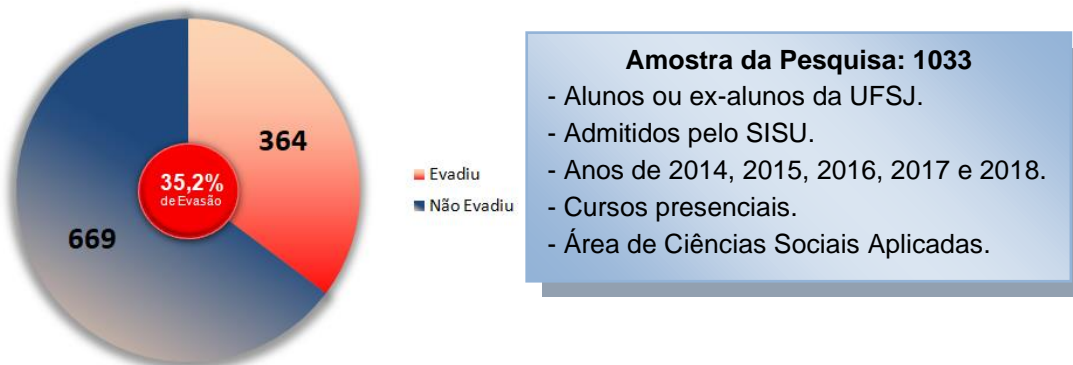 364
35,2%
de Evasão
669
Evadiu
Não Evadiu
Amostra da Pesquisa: 1033
- Alunos ou ex-alunos da UFSJ.
- Admitidos pelo SISU.
- Anos de 2014, 2015, 2016, 2017 e 2018.
- Cursos presenciais.
- Área de Ciências Sociais Aplicadas.